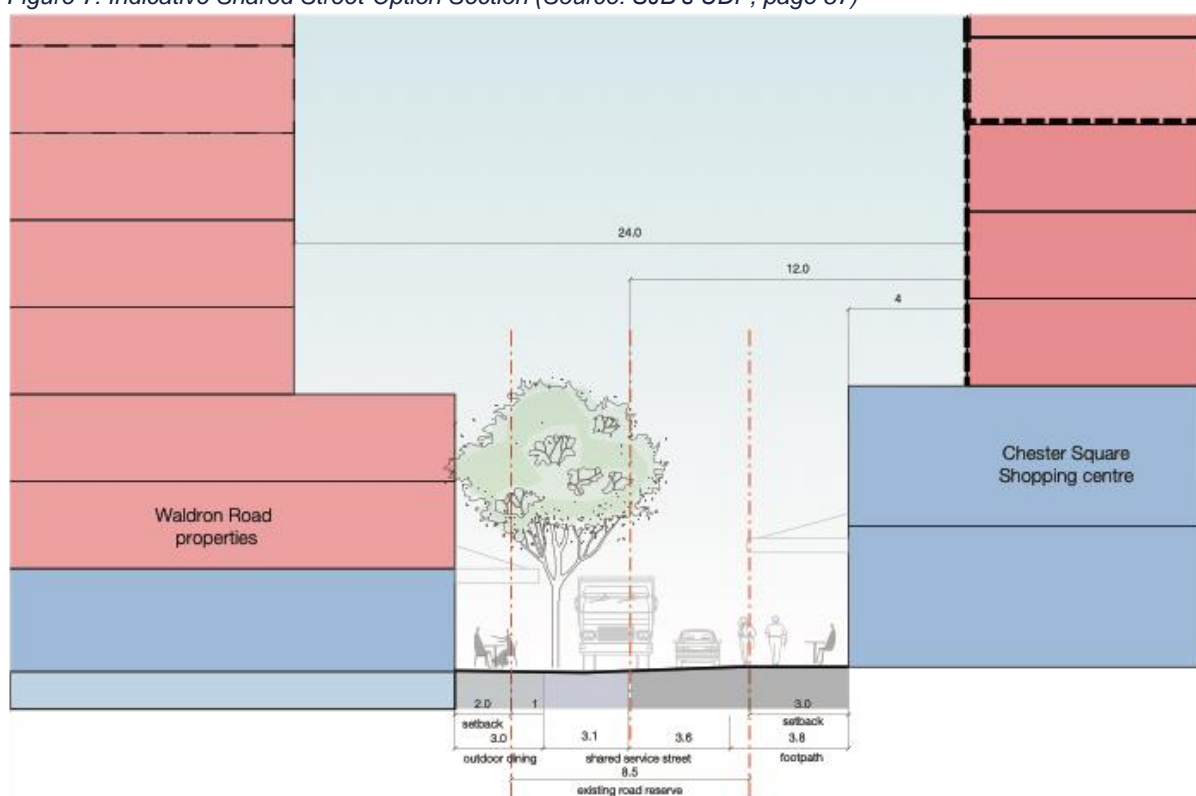 Figure 7: Indicative Shared Street Option Section (Source: SJB's UDP, page 87)
24.0
12.0
4
Chester Square
Shopping centre
Waldron Road
properties
2.0 1 3.0
setback setback
3.0 3.1 3.6 3.8
outdoor dining shared service street footpath
8.5
existing road reserve